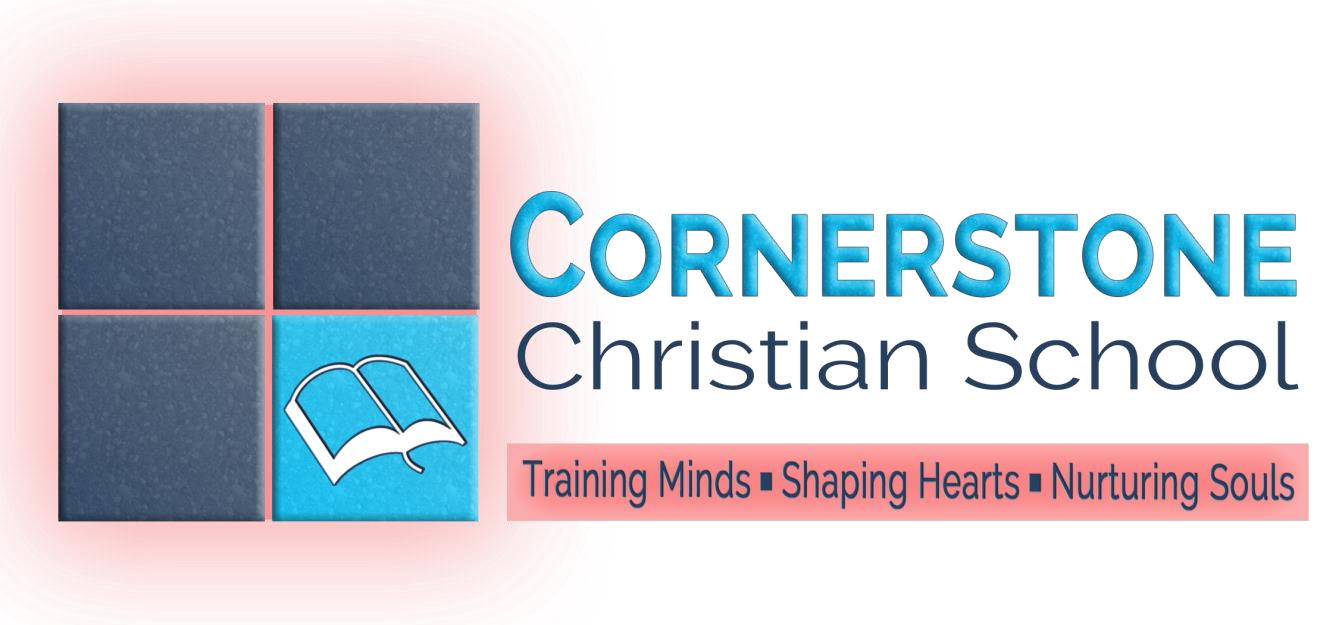 CORNERSTONE
Christian School
Training Minds ▪ Shaping Hearts ▪ Nurturing Souls